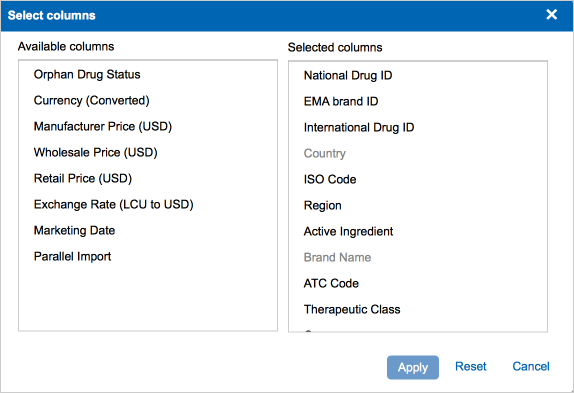 Select columns
Available columns
Orphan Drug Status
Currency (Converted)
Manufacturer Price (USD)
Wholesale Price (USD)
Retail Price (USD)
Exchange Rate (LCU to USD)
Marketing Date
Parallel Import
Selected columns
National Drug ID
EMA brand ID
International Drug ID
Country
ISO Code
Region
Active Ingredient
Brand Name
ATC Code
Therapeutic Class
Apply
Reset
Cancel